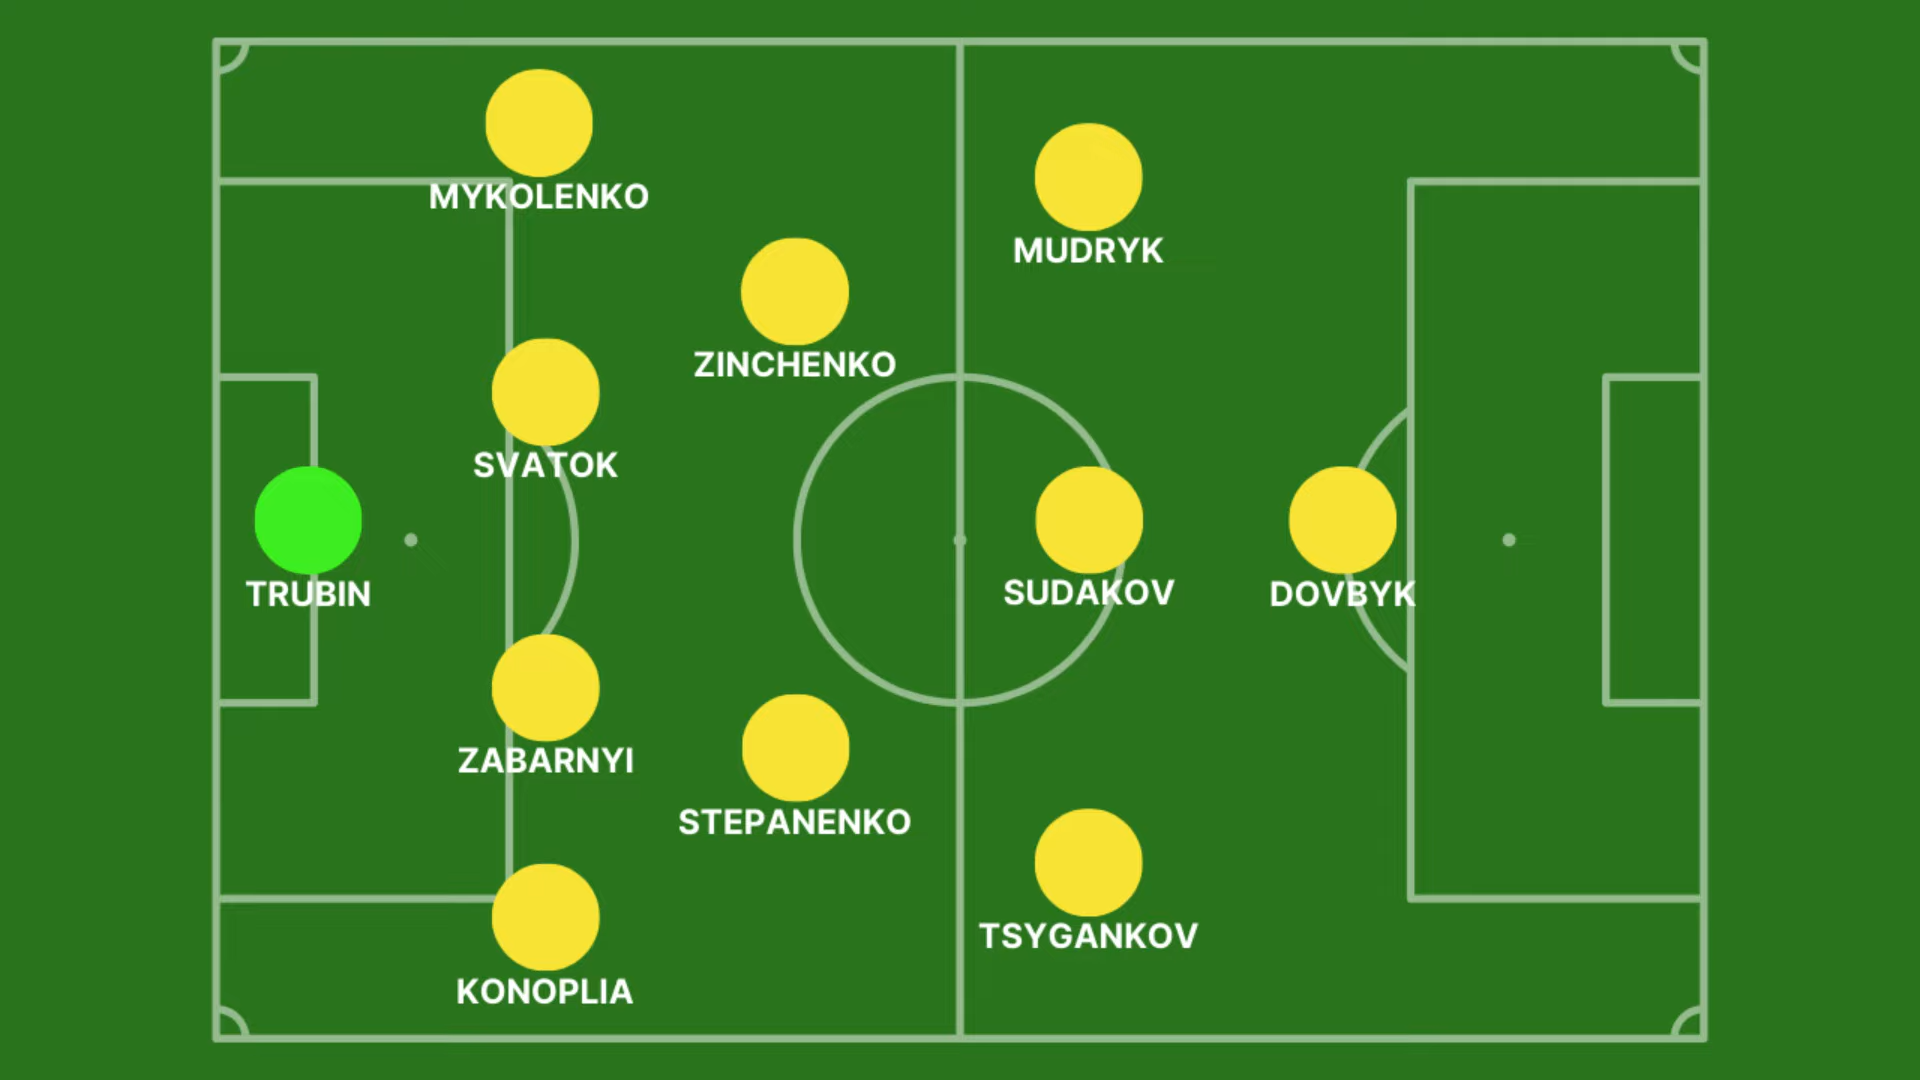 MYKOLENKO
MUDRYK
ZINCHENKO
SVATOK
TRUBIN
SUDAKOV
DOVBYK
ZABARNYI
STEPANENKO
TSYGANKOV
KONOPLIA